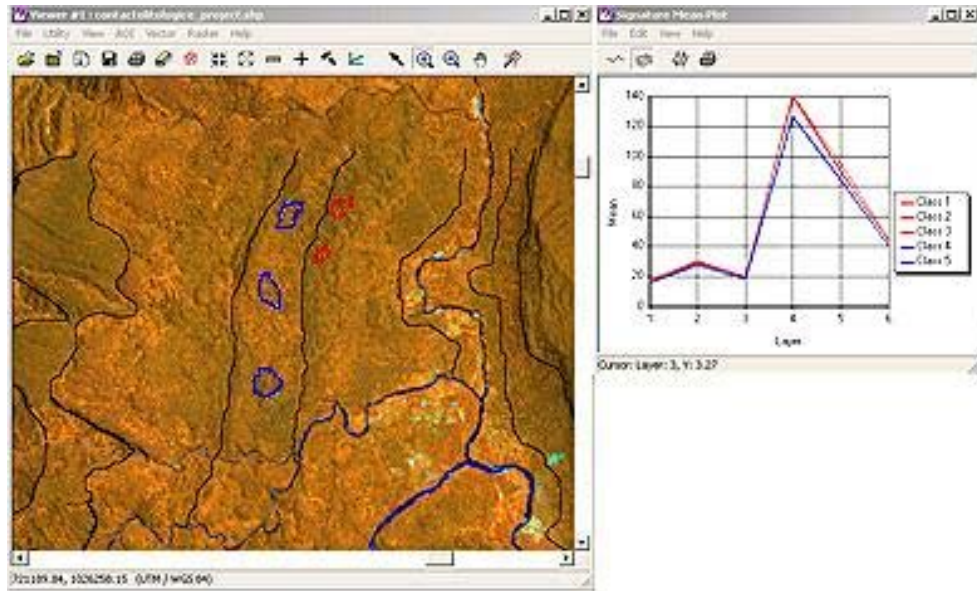 Viewer #1 : contactolitologico_project.shp
File Utility View AOI Vector Raster Help
721189.84, 1026250.15 (UTM / WGS 84)
Signature Mean Plot
File Edit View Help
140
120
100
80
60
40
20
0
Mean
1 2 3 4 5 6
Layer
Class 1
Class 2
Class 3
Class 4
Class 5
Cursor: Layer: 3, Y: 3.27